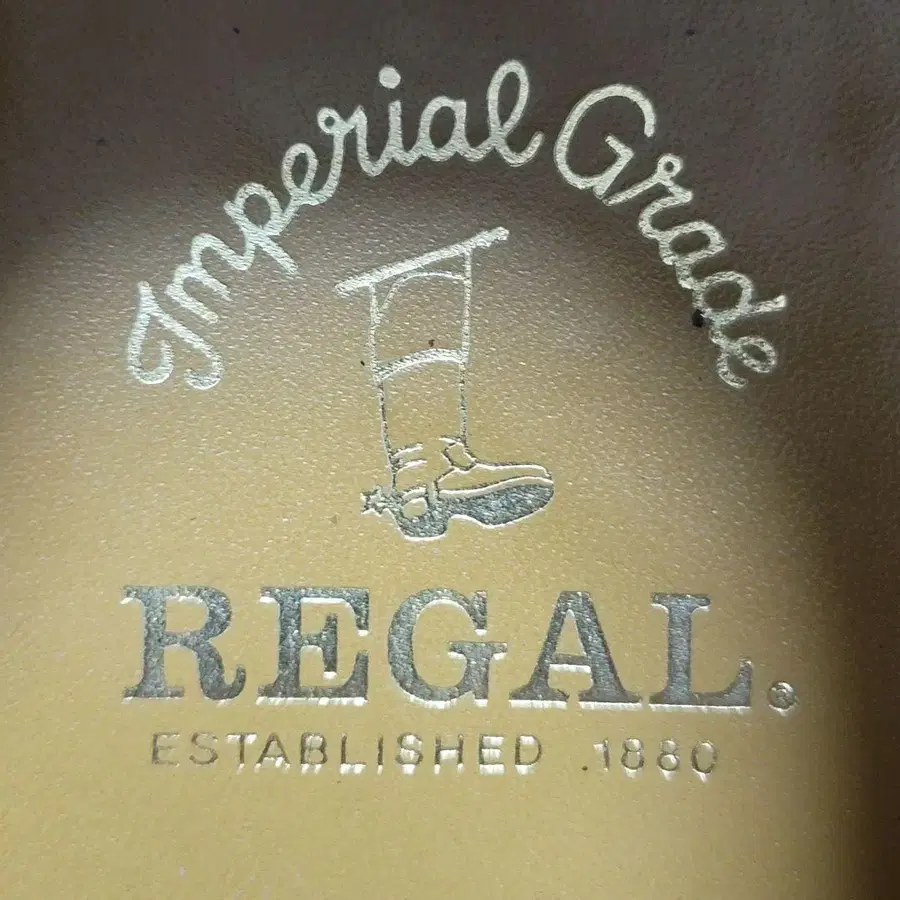 Imperial Grade
REGAL®
ESTABLISHED 1880